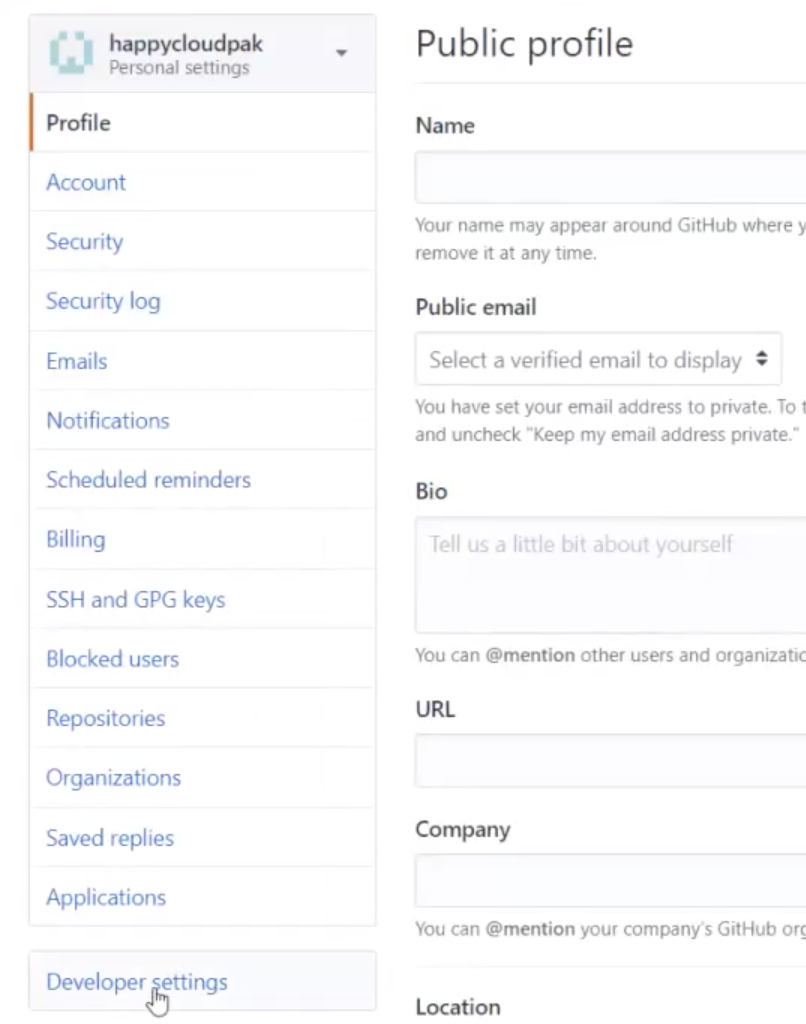 happycloudpak
Personal settings
Profile
Account
Security
Security log
Emails
Notifications
Scheduled reminders
Billing
SSH and GPG keys
Blocked users
Repositories
Organizations
Saved replies
Applications
Developer settings
Public profile
Name
Your name may appear around GitHub where y
remove it at any time.
Public email
Select a verified email to display
You have set your email address to private. To t
and uncheck "Keep my email address private."
Bio
Tell us a little bit about yourself
You can @mention other users and organizatio
URL
Company
You can @mention your company's GitHub org
Location